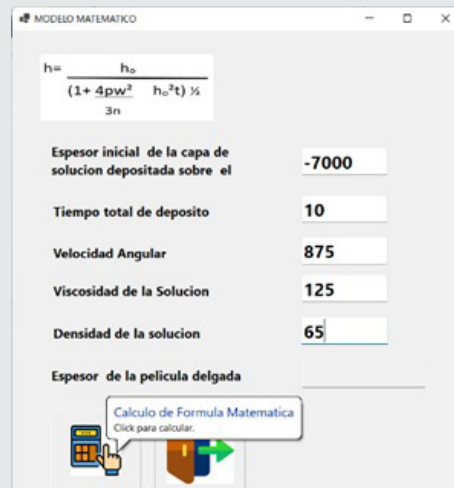 MODELO MATEMATICO
h= hₒ
(1+ 4pw² hₒ²t) ½
3n
Espesor inicial de la capa de
solucion depositada sobre el
-7000
Tiempo total de deposito
10
Velocidad Angular
875
Viscosidad de la Solucion
125
Densidad de la solucion
65
Espesor de la pelicula delgada
Calculo de Formula Matematica
Click para calcular.